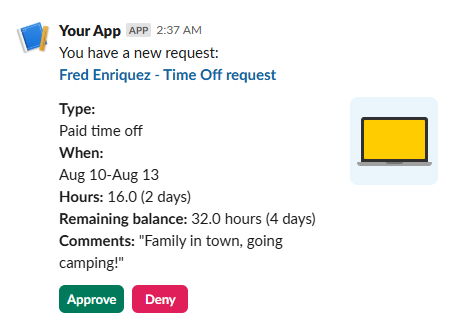 Your App APP 2:37 AM
You have a new request:
Fred Enriquez - Time Off request
Type:
Paid time off
When:
Aug 10-Aug 13
Hours: 16.0 (2 days)
Remaining balance: 32.0 hours (4 days)
Comments: "Family in town, going
camping!"
Approve Deny